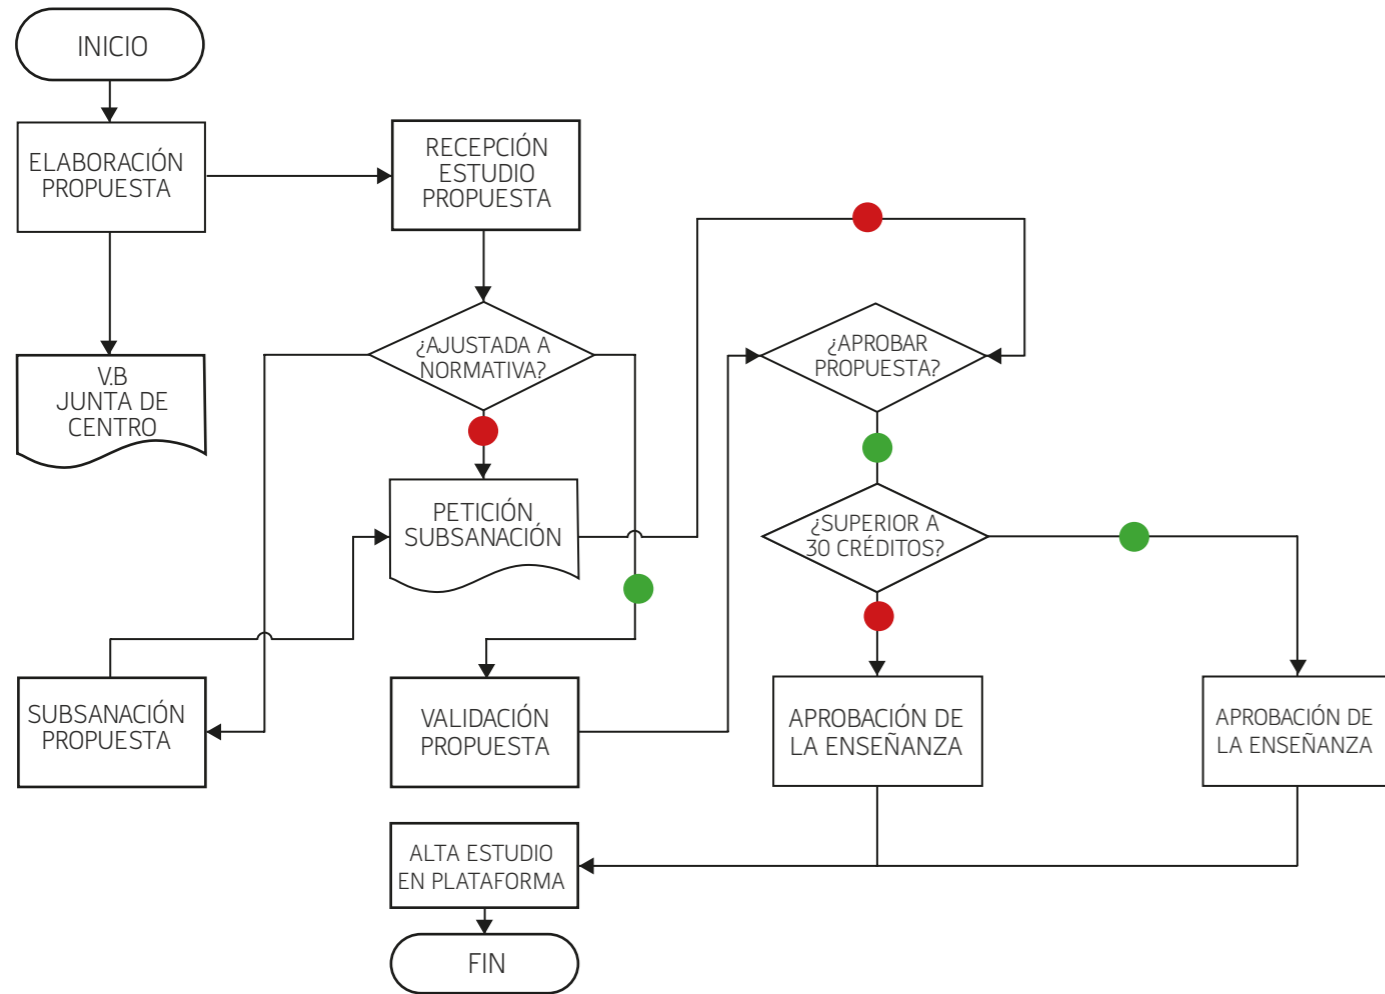 INICIO
ELABORACIÓN
PROPUESTA
RECEPCIÓN
ESTUDIO
PROPUESTA
V.B
JUNTA DE
CENTRO
¿AJUSTADA A
NORMATIVA?
¿APROBAR
PROPUESTA?
PETICIÓN
SUBSANACIÓN
¿SUPERIOR A
30 CRÉDITOS?
SUBSANACIÓN
PROPUESTA
VALIDACIÓN
PROPUESTA
APROBACIÓN DE
LA ENSEÑANZA
APROBACIÓN DE
LA ENSEÑANZA
ALTA ESTUDIO
EN PLATAFORMA
FIN